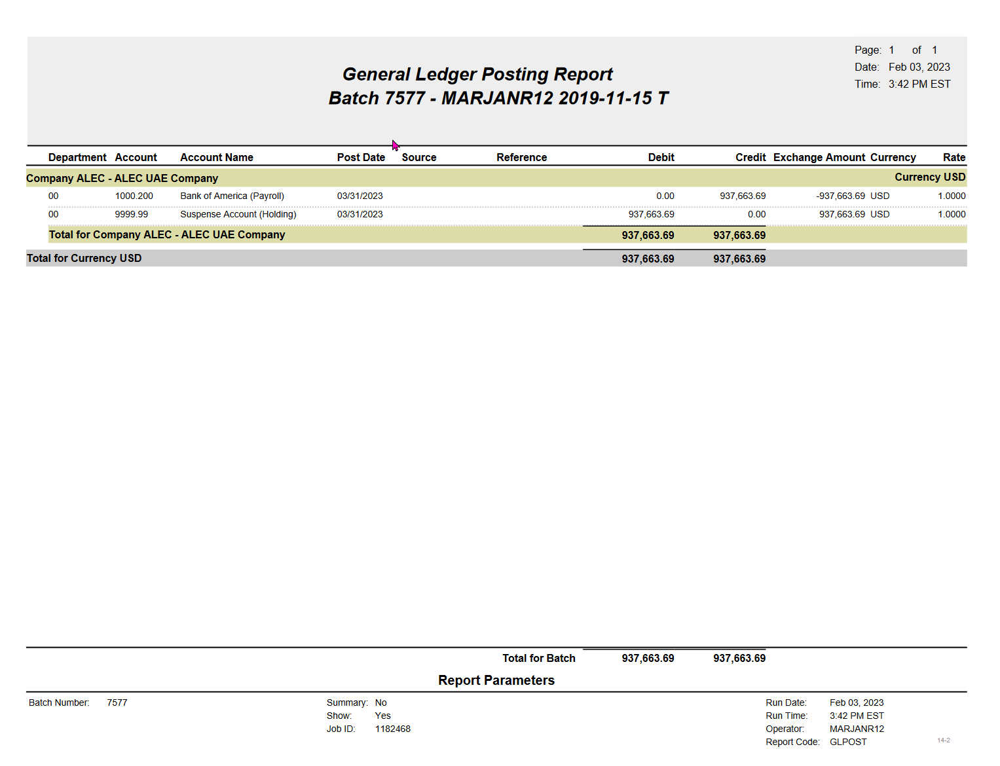 Page: 1 of 1
Date: Feb 03, 2023
Time: 3:42 PM EST
General Ledger Posting Report
Batch 7577 - MARJANR12 2019-11-15 T
Department Account Account Name Post Date Source Reference Debit Credit Exchange Amount Currency Rate
Company ALEC - ALEC UAE Company Currency USD
00 1000.200 Bank of America (Payroll) 03/31/2023 0.00 937,663.69 -937,663.69 USD 1.0000
00 9999.99 Suspense Account (Holding) 03/31/2023 937,663.69 0.00 937,663.69 USD 1.0000
Total for Company ALEC - ALEC UAE Company 937,663.69 937,663.69
Total for Currency USD 937,663.69 937,663.69
Total for Batch 937,663.69 937,663.69
Report Parameters
Batch Number: 7577 Summary: No Run Date: Feb 03, 2023
Show: Yes Run Time: 3:42 PM EST
Job ID: 1182468 Operator: MARJANR12
Report Code: GLPOST 14-2